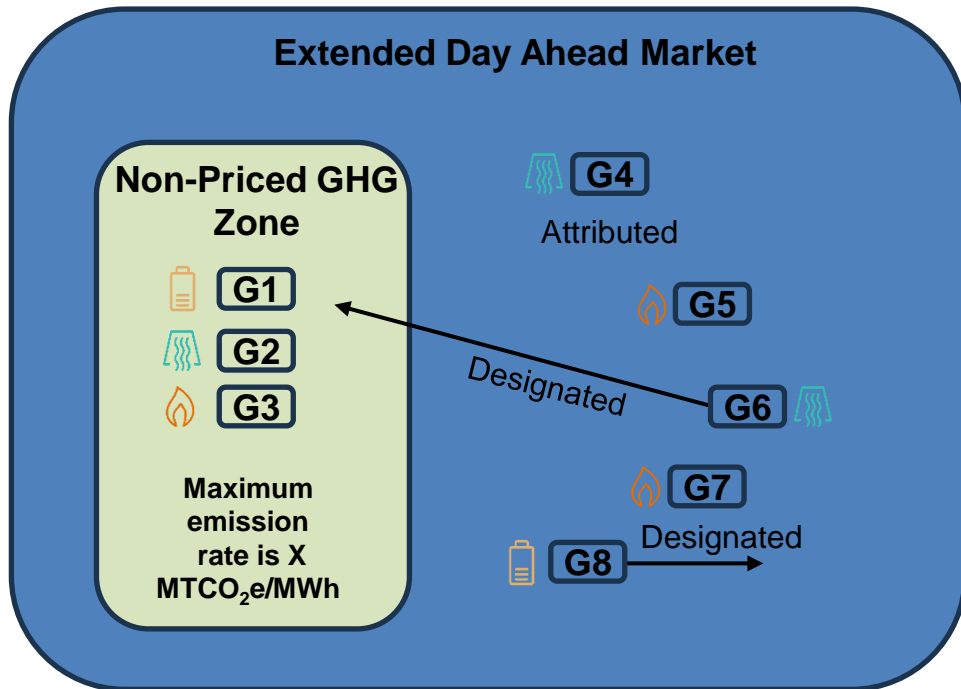 Extended Day Ahead Market
Non-Priced GHG
Zone
G1
G2
G3
Maximum
emission
rate is X
MTCO₂e/MWh
G4
Attributed
G5
Designated
G6
G7
Designated
G8